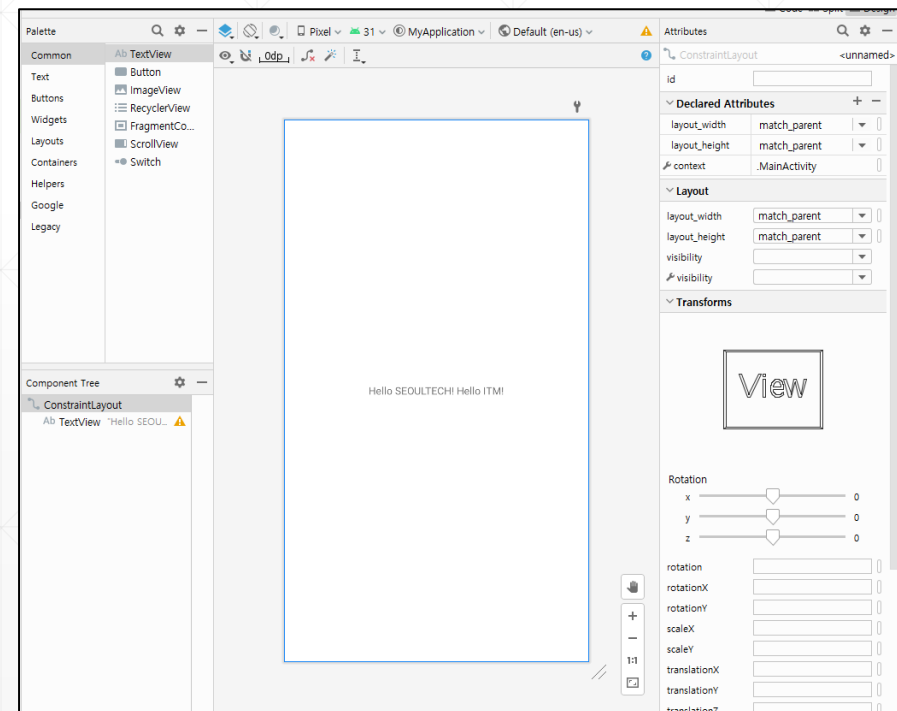 Palette
Common
Text
Buttons
Widgets
Layouts
Containers
Helpers
Google
Legacy
Ab TextView
Button
ImageView
RecyclerView
FragmentCo...
ScrollView
Switch
Pixel
31
MyApplication
Default (en-us)
0dp
Hello SEOULTECH! Hello ITM!
1:1
Component Tree
ConstraintLayout
Ab TextView "Hello SEOU...
Attributes
ConstraintLayout <unnamed>
id
Declared Attributes
layout_width match_parent
layout_height match_parent
context .MainActivity
Layout
layout_width match_parent
layout_height match_parent
visibility
visibility
Transforms
View
Rotation
x 0
y 0
z 0
rotation
rotationX
rotationY
scaleX
scaleY
translationX
translationY
translationZ